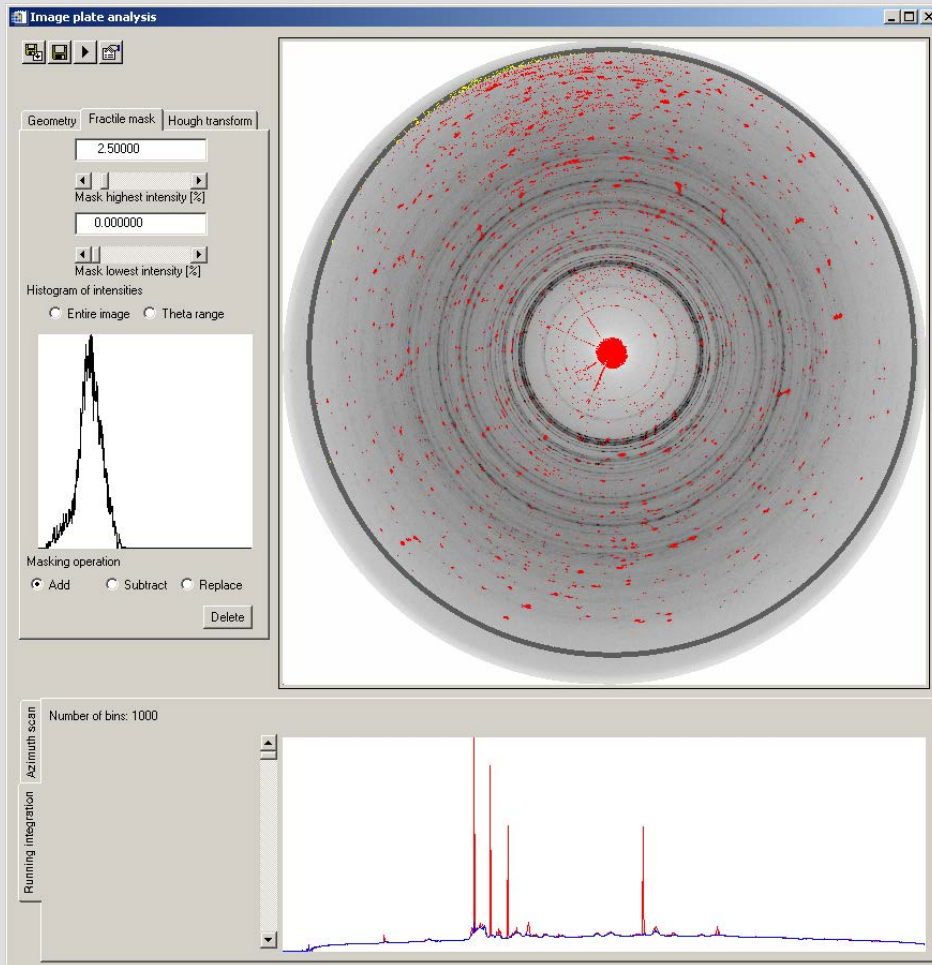 Image plate analysis
Geometry Fractile mask Hough transform
2.50000
Mask highest intensity [%]
0.000000
Mask lowest intensity [%]
Histogram of intensities
Entire image Theta range
Masking operation
Add Subtract Replace
Delete
Azimuth scan
Running integration
Number of bins: 1000